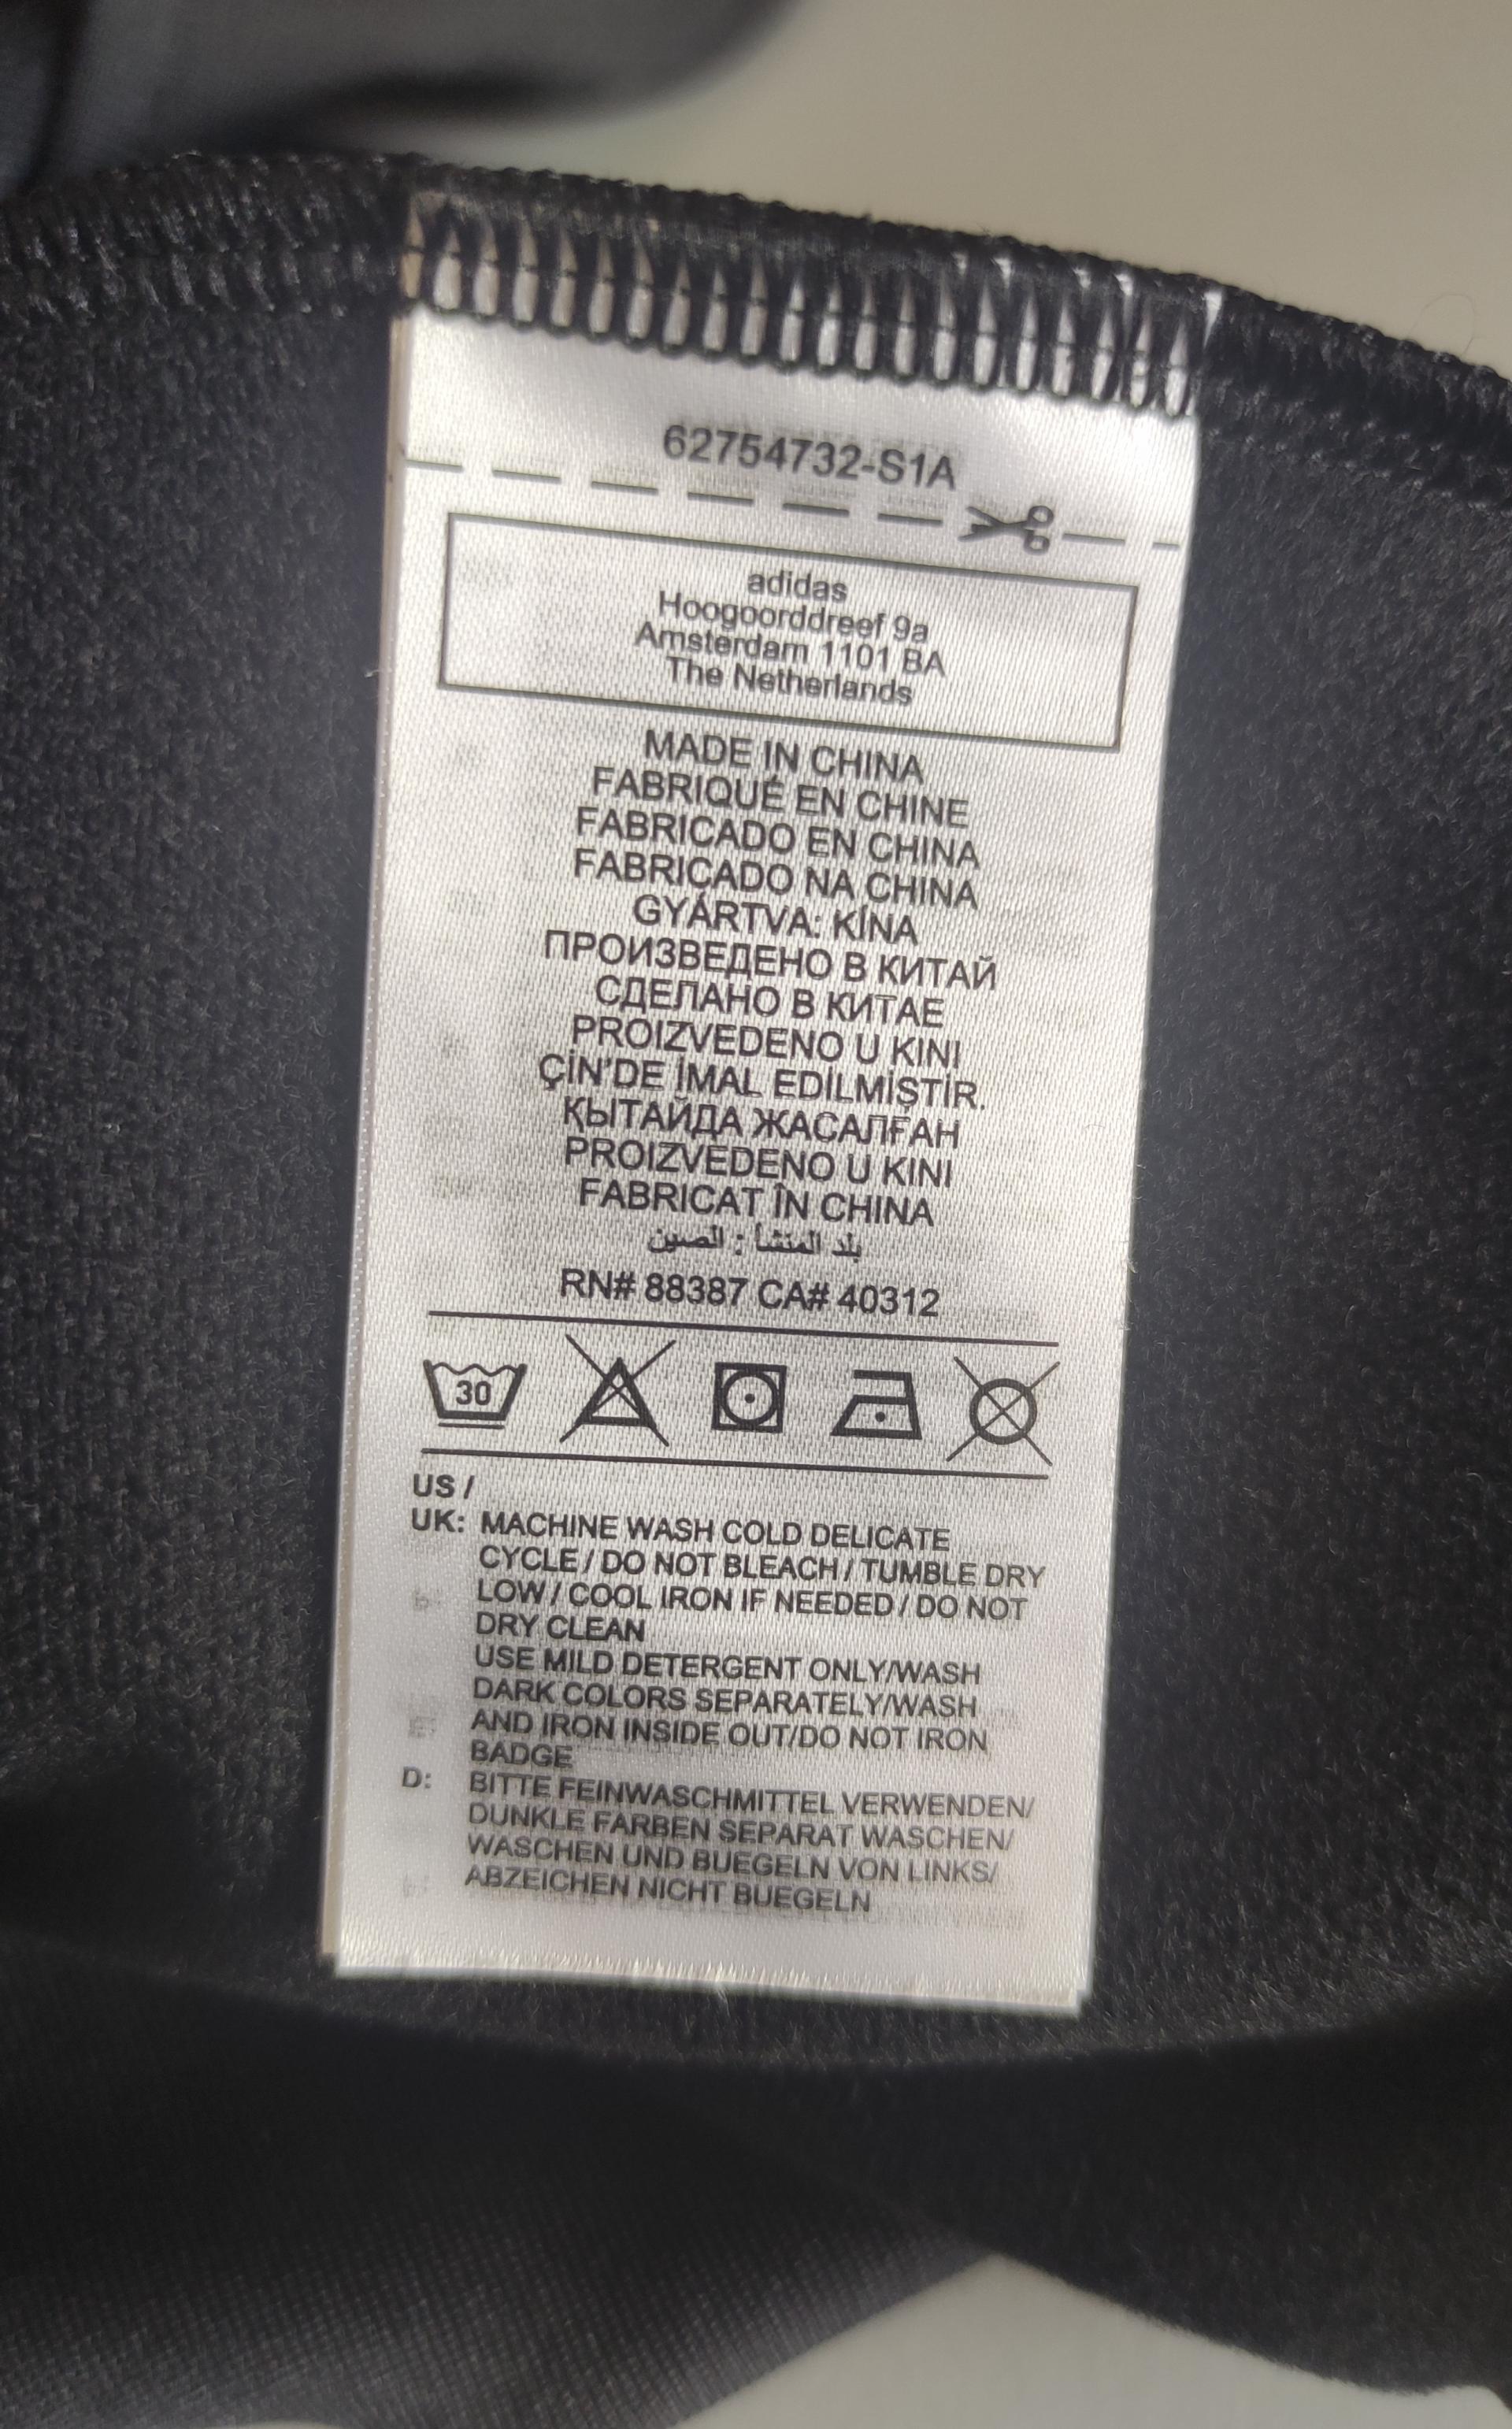 62754732-S1A
adidas
Hoogoorddreef 9a
Amsterdam 1101 BA
The Netherlands
MADE IN CHINA
FABRIQUÉ EN CHINE
FABRICADO EN CHINA
FABRICADO NA CHINA
GYÁRTVA: KÍNA
ПРОИЗВЕДЕНО В КИТАЙ
СДЕЛАНО В КИТАЕ
PROIZVEDENO U KINI
ÇİN'DE İMAL EDİLMİŞTİR.
ҚЫТАЙДА ЖАСАЛҒАН
PROIZVEDENO U KINI
FABRICAT ÎN CHINA
بلد المنشأ : الصين
RN# 88387 CA# 40312
30
US /
UK: MACHINE WASH COLD DELICATE
CYCLE / DO NOT BLEACH / TUMBLE DRY
LOW / COOL IRON IF NEEDED / DO NOT
DRY CLEAN
USE MILD DETERGENT ONLY/WASH
DARK COLORS SEPARATELY/WASH
AND IRON INSIDE OUT/DO NOT IRON
BADGE
D: BITTE FEINWASCHMITTEL VERWENDEN/
DUNKLE FARBEN SEPARAT WASCHEN/
WASCHEN UND BUEGELN VON LINKS/
ABZEICHEN NICHT BUEGELN